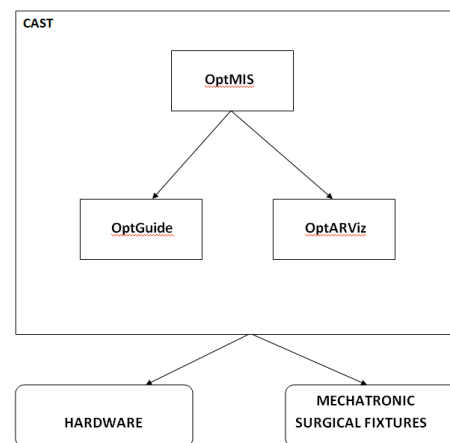 CAST
OptMIS
OptGuide
OptARViz
HARDWARE
MECHATRONIC
SURGICAL FIXTURES